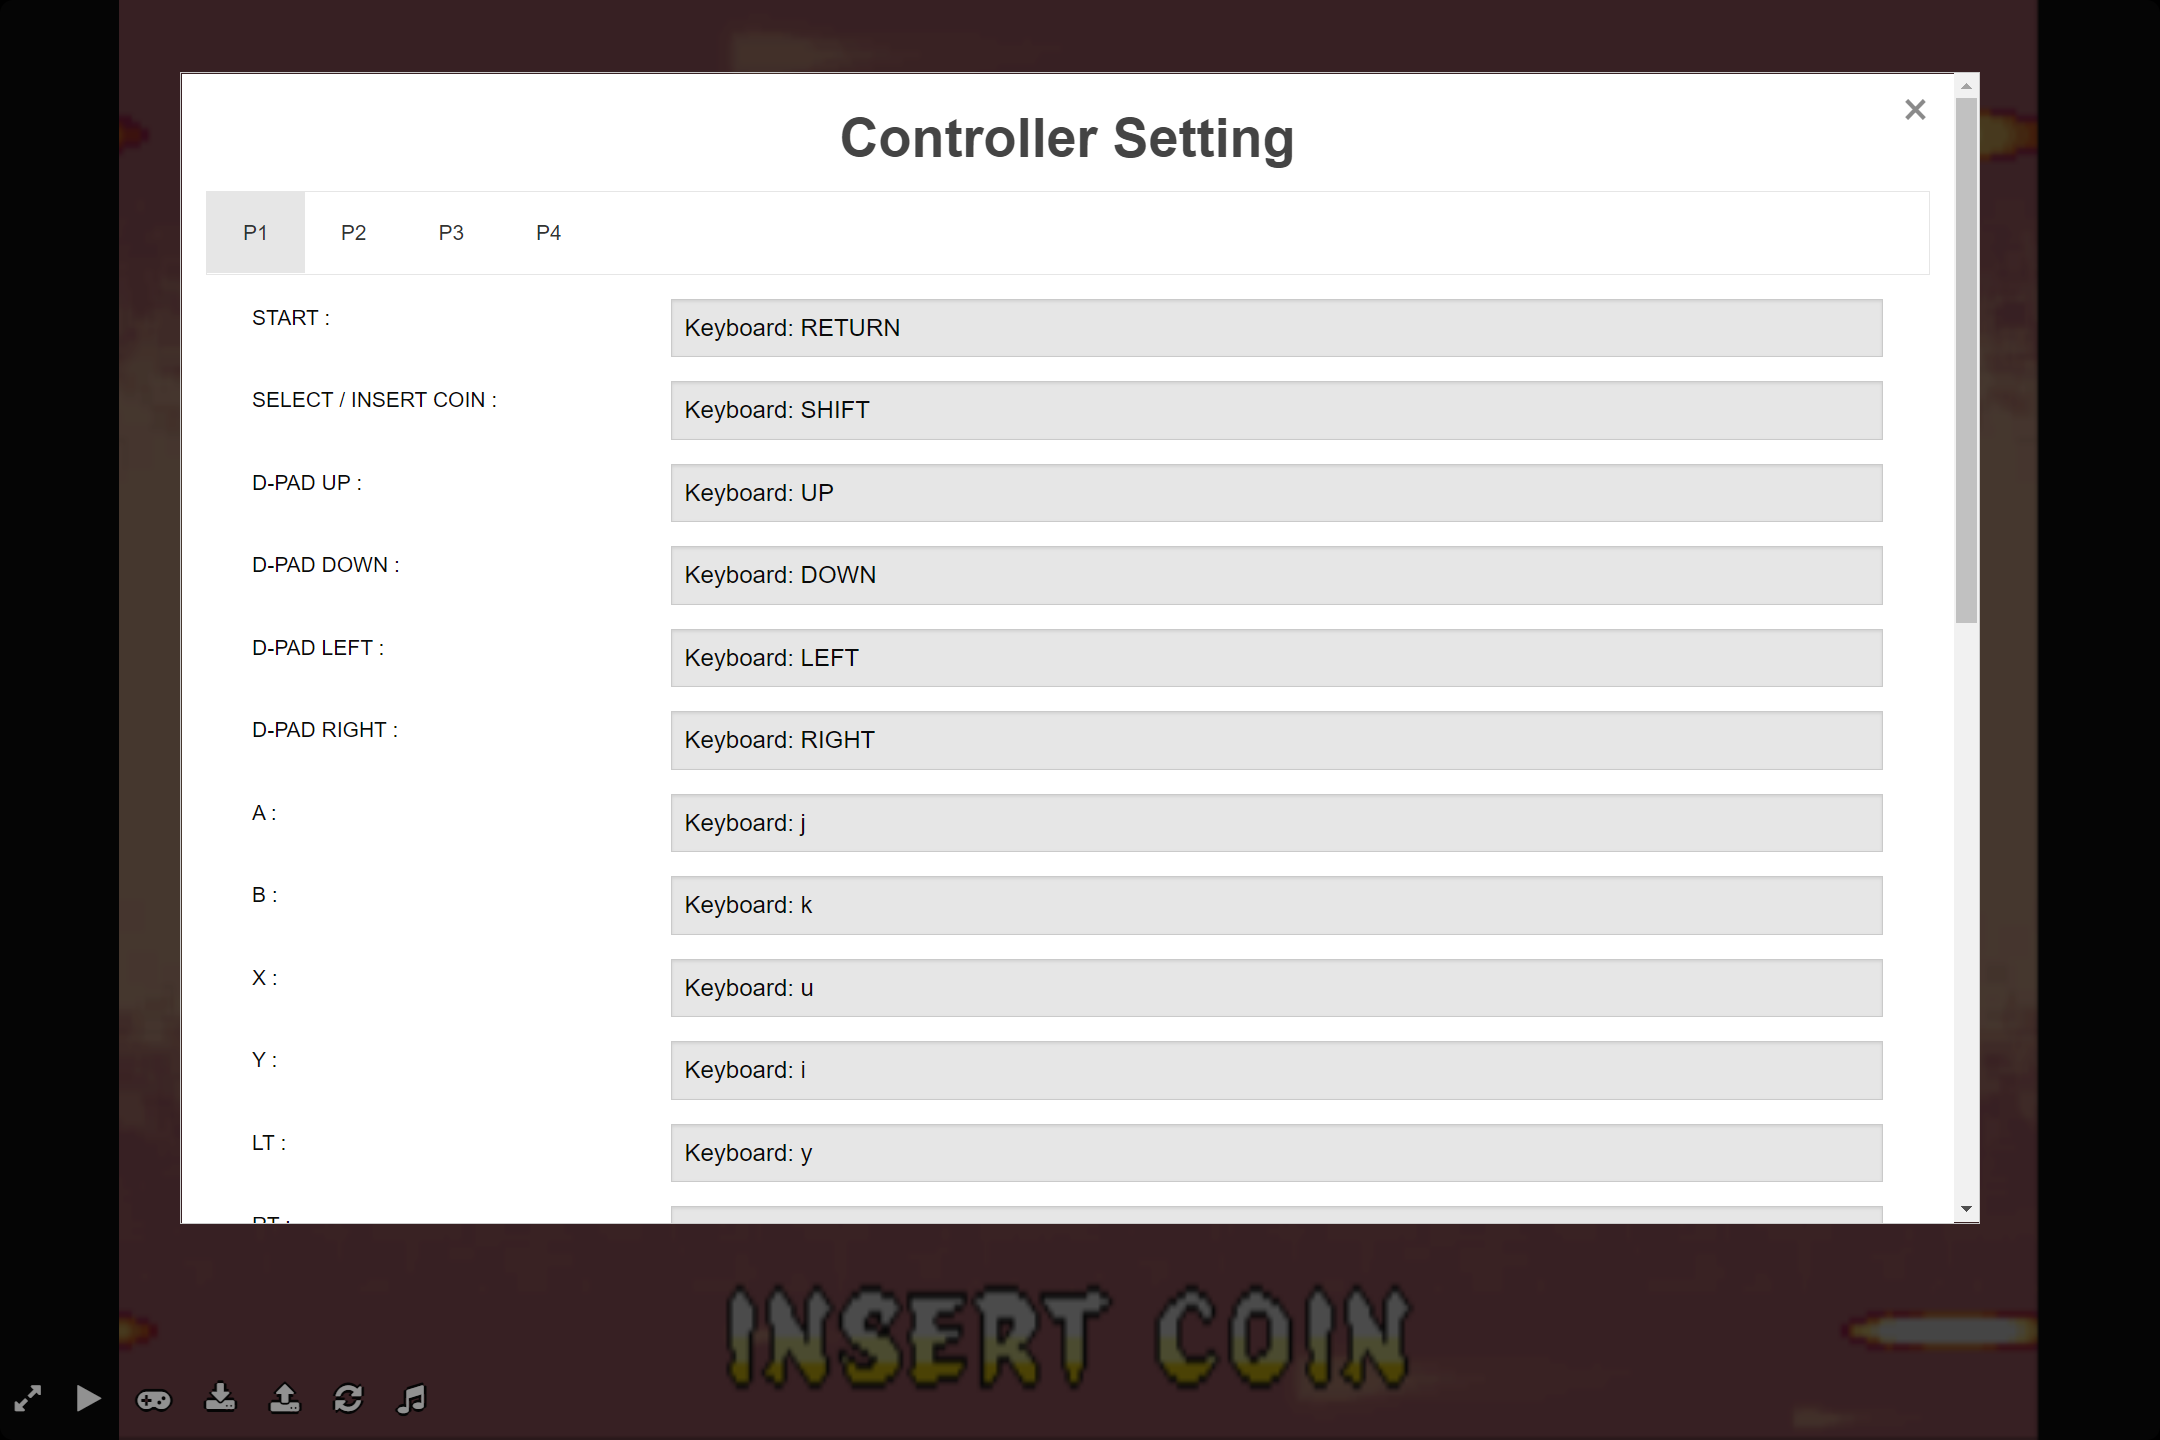 Controller Setting
×
P1 P2 P3 P4
START : Keyboard: RETURN
SELECT / INSERT COIN : Keyboard: SHIFT
D-PAD UP : Keyboard: UP
D-PAD DOWN : Keyboard: DOWN
D-PAD LEFT : Keyboard: LEFT
D-PAD RIGHT : Keyboard: RIGHT
A : Keyboard: j
B : Keyboard: k
X : Keyboard: u
Y : Keyboard: i
LT : Keyboard: y
RT :
INSERT COIN